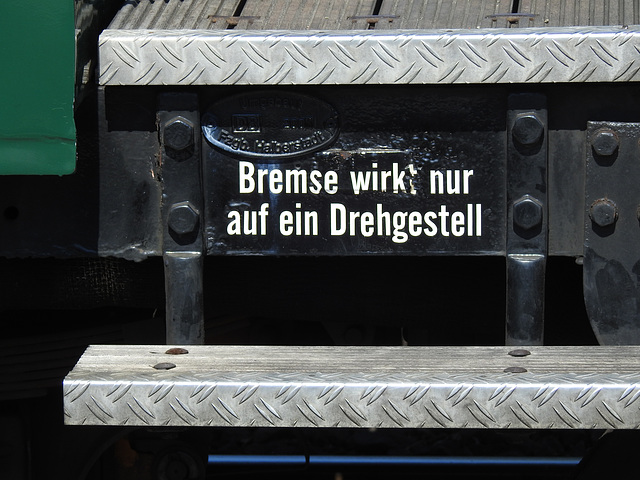 Bremse wirkt nur
auf ein Drehgestell